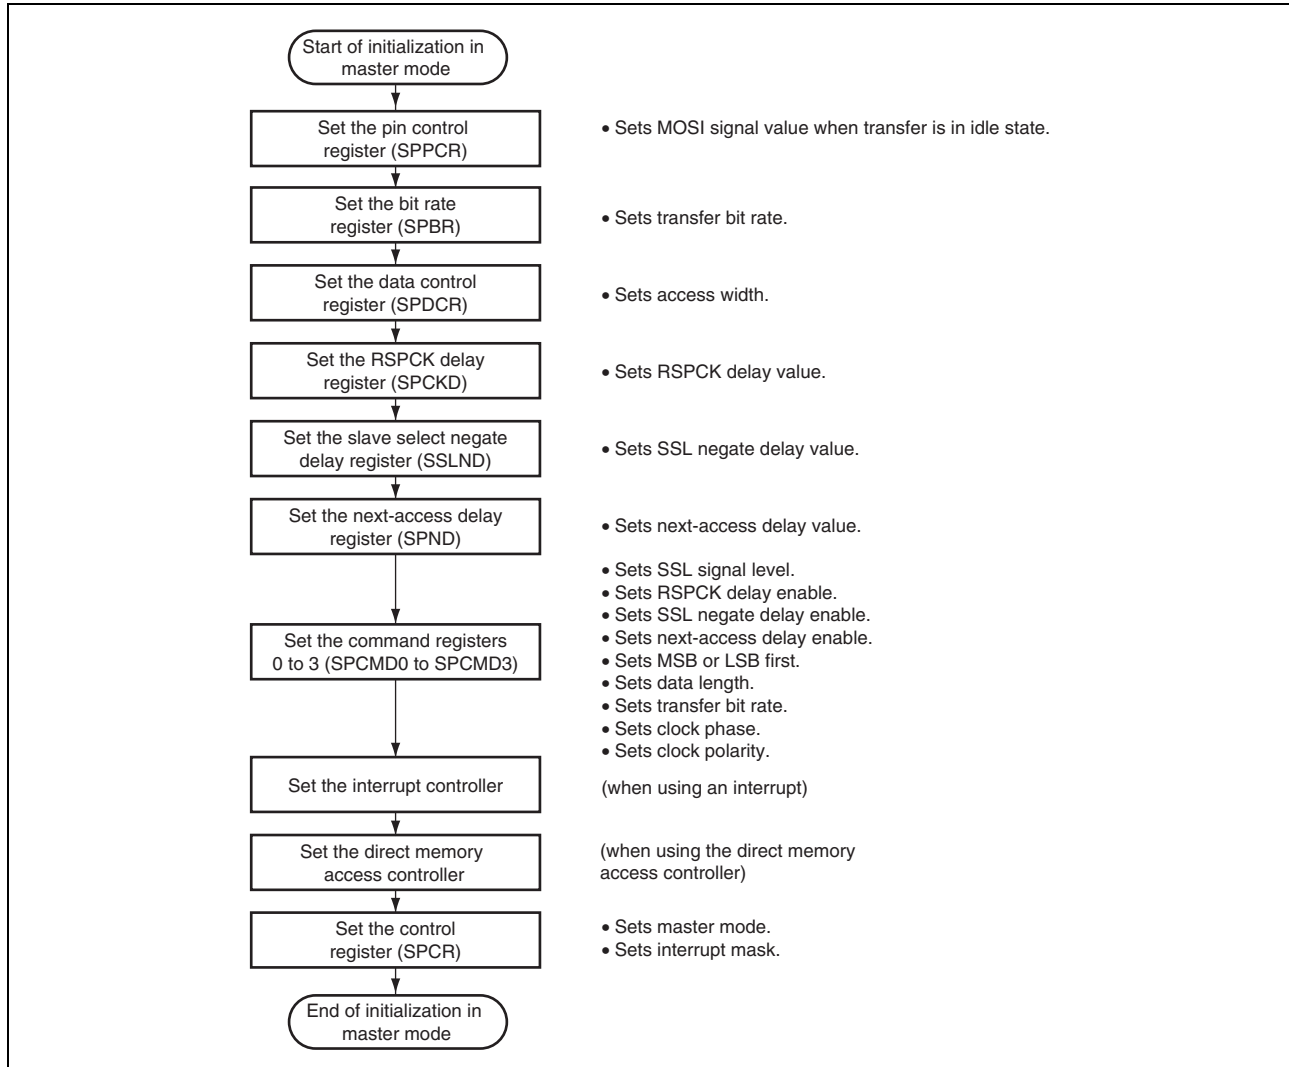 Start of initialization in
master mode
Set the pin control
register (SPPCR)
• Sets MOSI signal value when transfer is in idle state.
Set the bit rate
register (SPBR)
• Sets transfer bit rate.
Set the data control
register (SPDCR)
• Sets access width.
Set the RSPCK delay
register (SPCKD)
• Sets RSPCK delay value.
Set the slave select negate
delay register (SSLND)
• Sets SSL negate delay value.
Set the next-access delay
register (SPND)
• Sets next-access delay value.
Set the command registers
0 to 3 (SPCMD0 to SPCMD3)
• Sets SSL signal level.
• Sets RSPCK delay enable.
• Sets SSL negate delay enable.
• Sets next-access delay enable.
• Sets MSB or LSB first.
• Sets data length.
• Sets transfer bit rate.
• Sets clock phase.
• Sets clock polarity.
Set the interrupt controller
(when using an interrupt)
Set the direct memory
access controller
(when using the direct memory
access controller)
Set the control
register (SPCR)
• Sets master mode.
• Sets interrupt mask.
End of initialization in
master mode